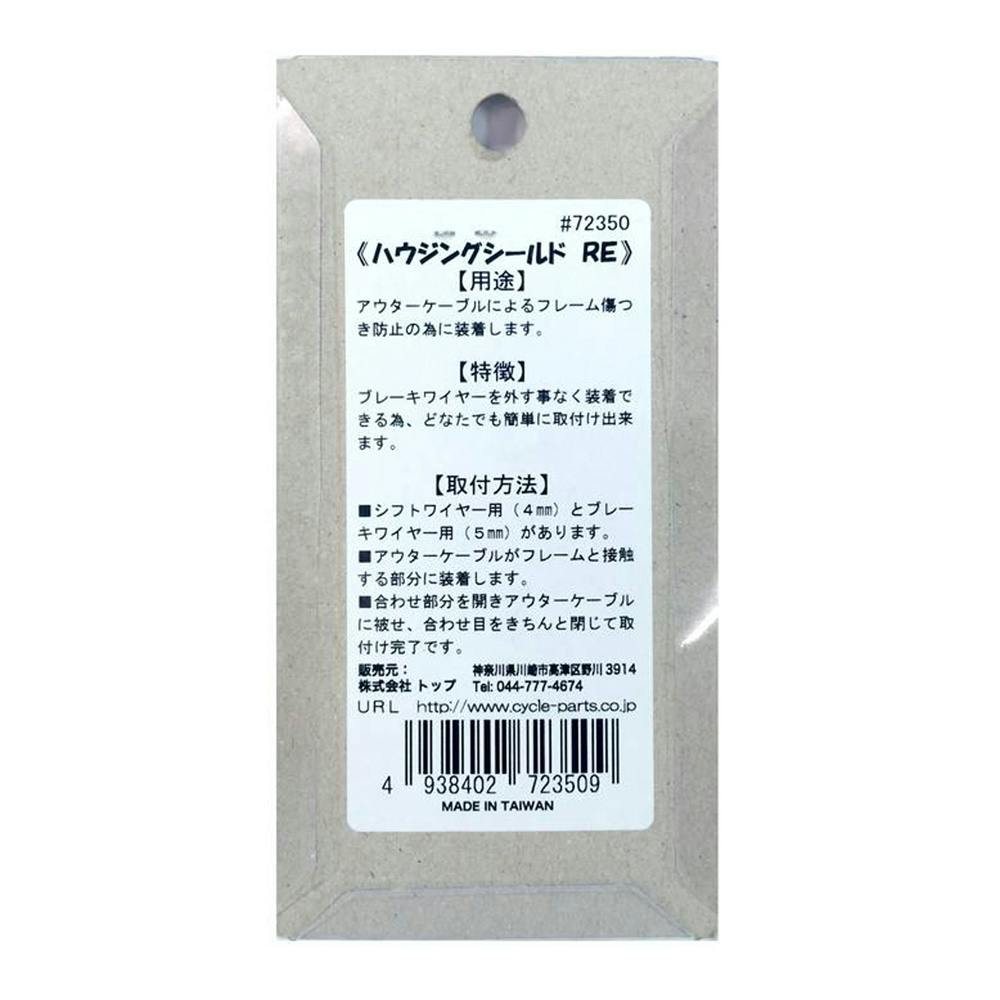 #72350
《ハウジングシールド RE》
【用途】
アウターケーブルによるフレーム傷つ
き防止の為に装着します。
【特徴】
ブレーキワイヤーを外す事なく装着で
きる為、どなたでも簡単に取付け出来
ます。
【取付方法】
■シフトワイヤー用（4㎜）とブレー
キワイヤー用（5㎜）があります。
■アウターケーブルがフレームと接触
する部分に装着します。
■合わせ部分を開きアウターケーブル
に被せ、合わせ目をきちんと閉じて取
付け完了です。
販売元： 神奈川県川崎市高津区野川3914
株式会社 トップ Tel: 044-777-4674
URL http://www.cycle-parts.co.jp
4 938402 723509
MADE IN TAIWAN